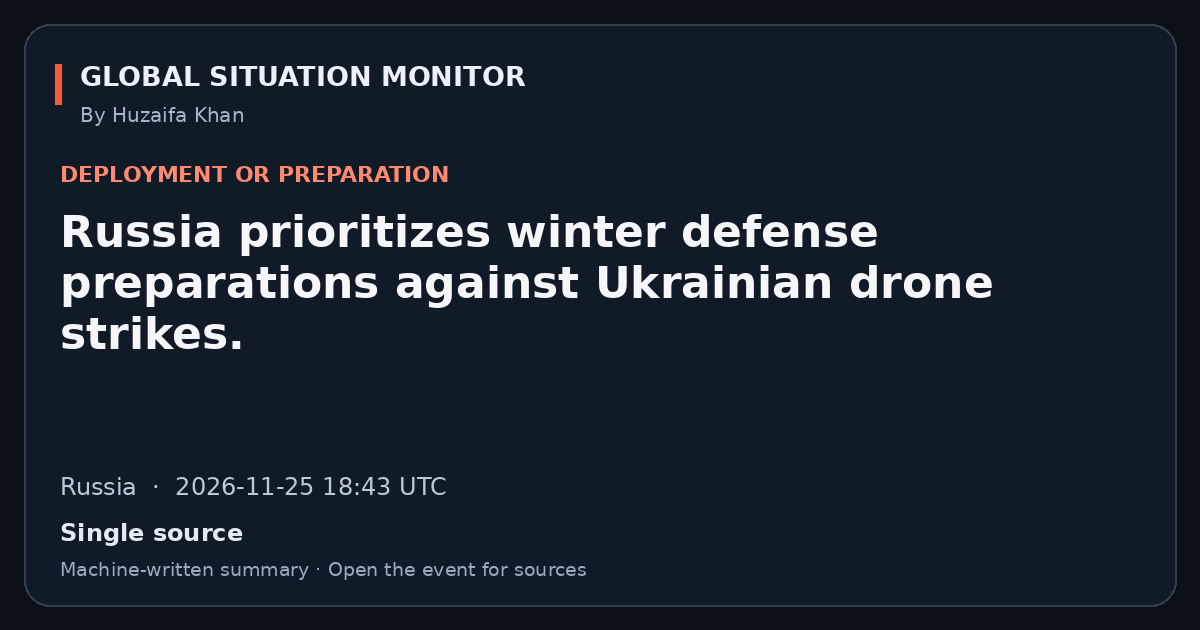 GLOBAL SITUATION MONITOR
By Huzaifa Khan
DEPLOYMENT OR PREPARATION
Russia prioritizes winter defense
preparations against Ukrainian drone
strikes.
Russia · 2026-11-25 18:43 UTC
Single source
Machine-written summary · Open the event for sources